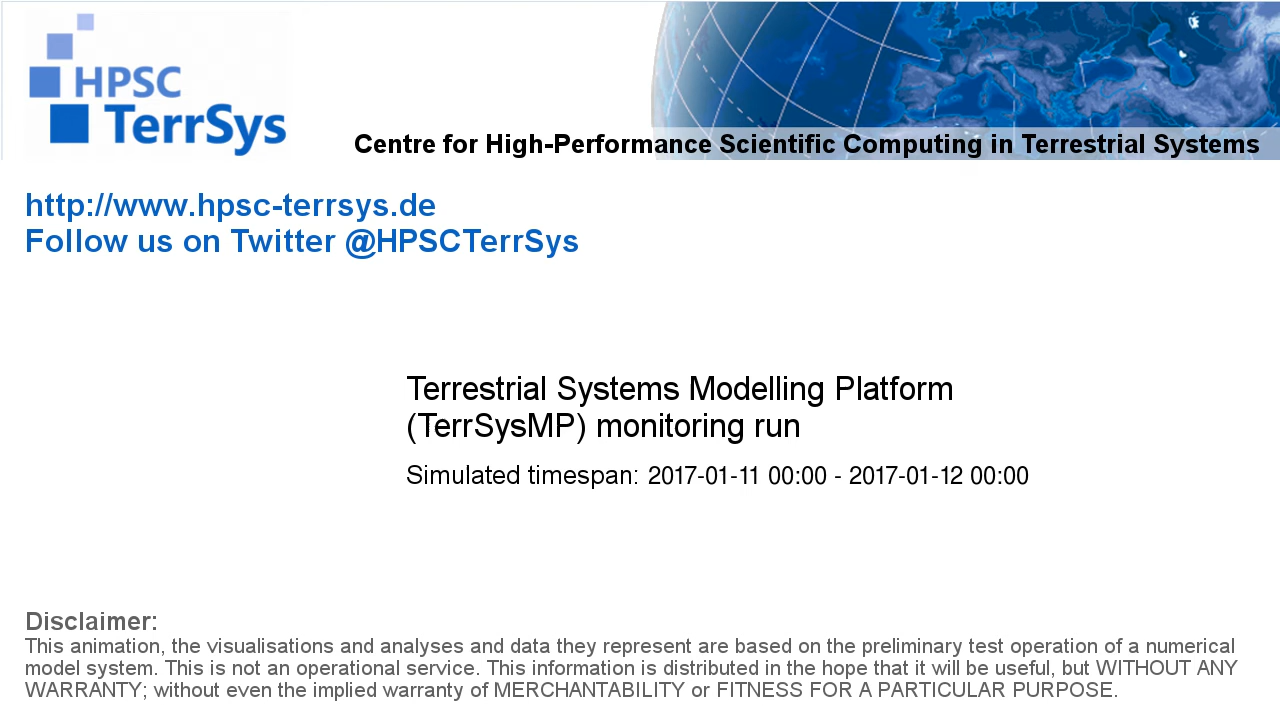 HPSC
TerrSys
Centre for High-Performance Scientific Computing in Terrestrial Systems
http://www.hpsc-terrsys.de
Follow us on Twitter @HPSCTerrSys
Terrestrial Systems Modelling Platform
(TerrSysMP) monitoring run
Simulated timespan: 2017-01-11 00:00 - 2017-01-12 00:00
Disclaimer:
This animation, the visualisations and analyses and data they represent are based on the preliminary test operation of a numerical
model system. This is not an operational service. This information is distributed in the hope that it will be useful, but WITHOUT ANY
WARRANTY; without even the implied warranty of MERCHANTABILITY or FITNESS FOR A PARTICULAR PURPOSE.